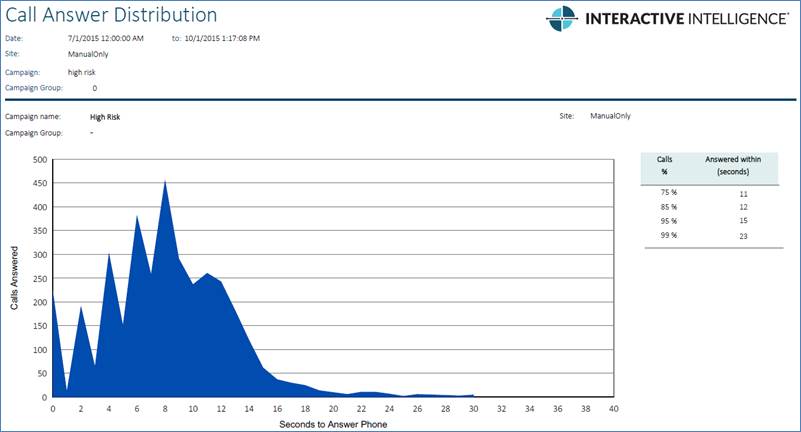 Call Answer Distribution
INTERACTIVE INTELLIGENCE®
Date: 7/1/2015 12:00:00 AM to: 10/1/2015 1:17:08 PM
Site: ManualOnly
Campaign: high risk
Campaign Group: 0
Campaign name: High Risk Site: ManualOnly
Campaign Group: -
Calls Answered within
% (seconds)
75 % 11
85 % 12
95 % 15
99 % 23
Calls Answered
500
450
400
350
300
250
200
150
100
50
0
0 2 4 6 8 10 12 14 16 18 20 22 24 26 28 30 32 34 36 38 40
Seconds to Answer Phone